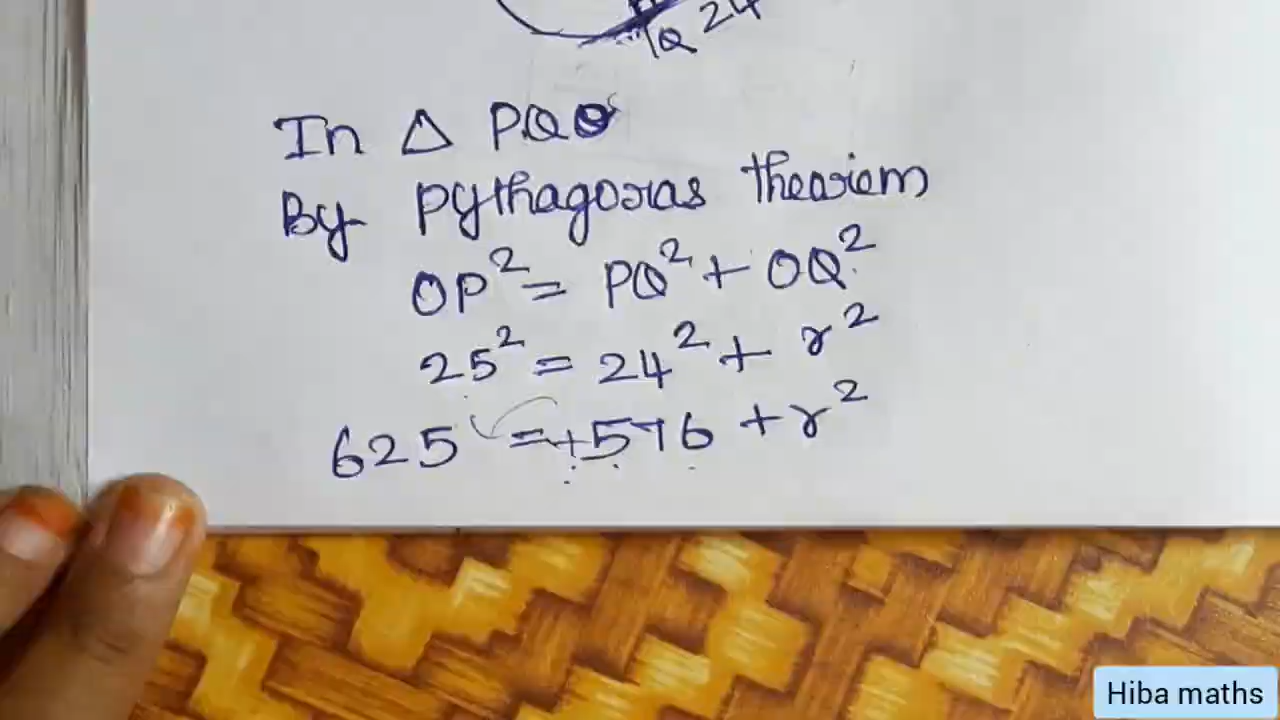 Q 24
In △ PQO
By pythagoras theorem
OP² = PQ² + OQ²
25² = 24² + r²
625 = +576 + r²
Hiba maths